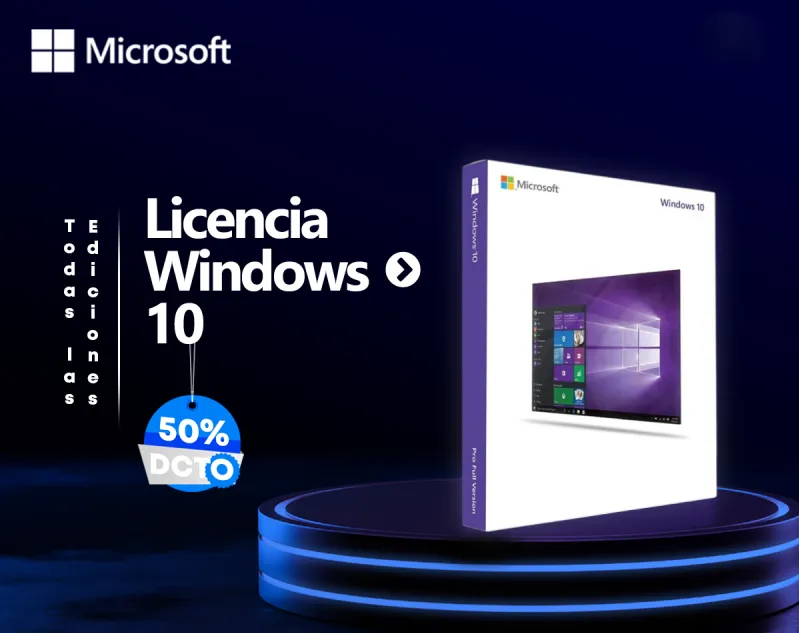 Microsoft
Todas las
Ediciones
Licencia
Windows
10
50%
DCTO
Microsoft
Windows 10
Windows 10
Pro Full Version